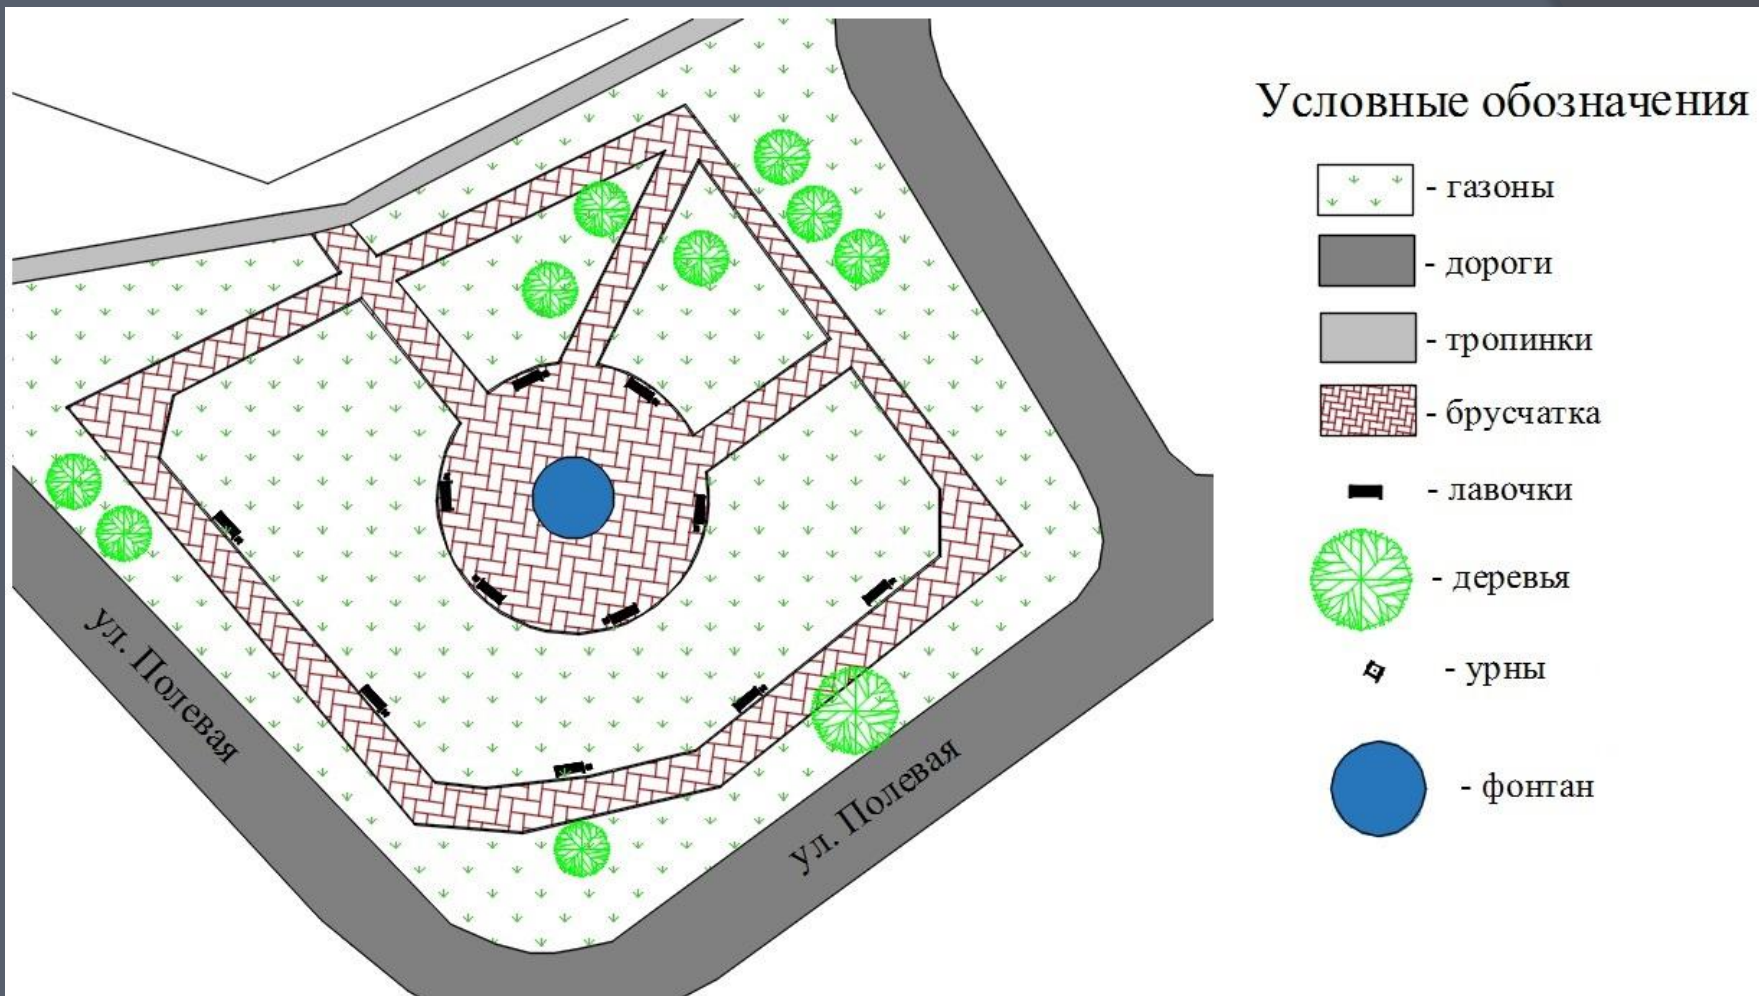 Условные обозначения
- газоны
- дороги
- тропинки
- брусчатка
- лавочки
- деревья
- урны
- фонтан
ул. Полевая
ул. Полевая